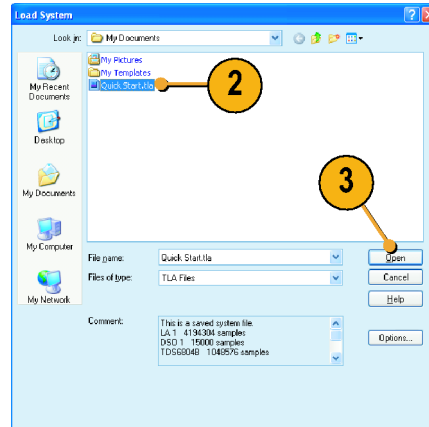 Load System
Look in: My Documents
My Pictures
My Templates
Quick Start.tla
2
My Recent
Documents
Desktop
My Documents
My Computer
My Network
3
File name: Quick Start.tla Open
Files of type: TLA Files Cancel
Help
Comment: This is a saved system file.
LA 1 4194304 samples
DSO 1 15000 samples
TDS6804B 1048576 samples
Options...